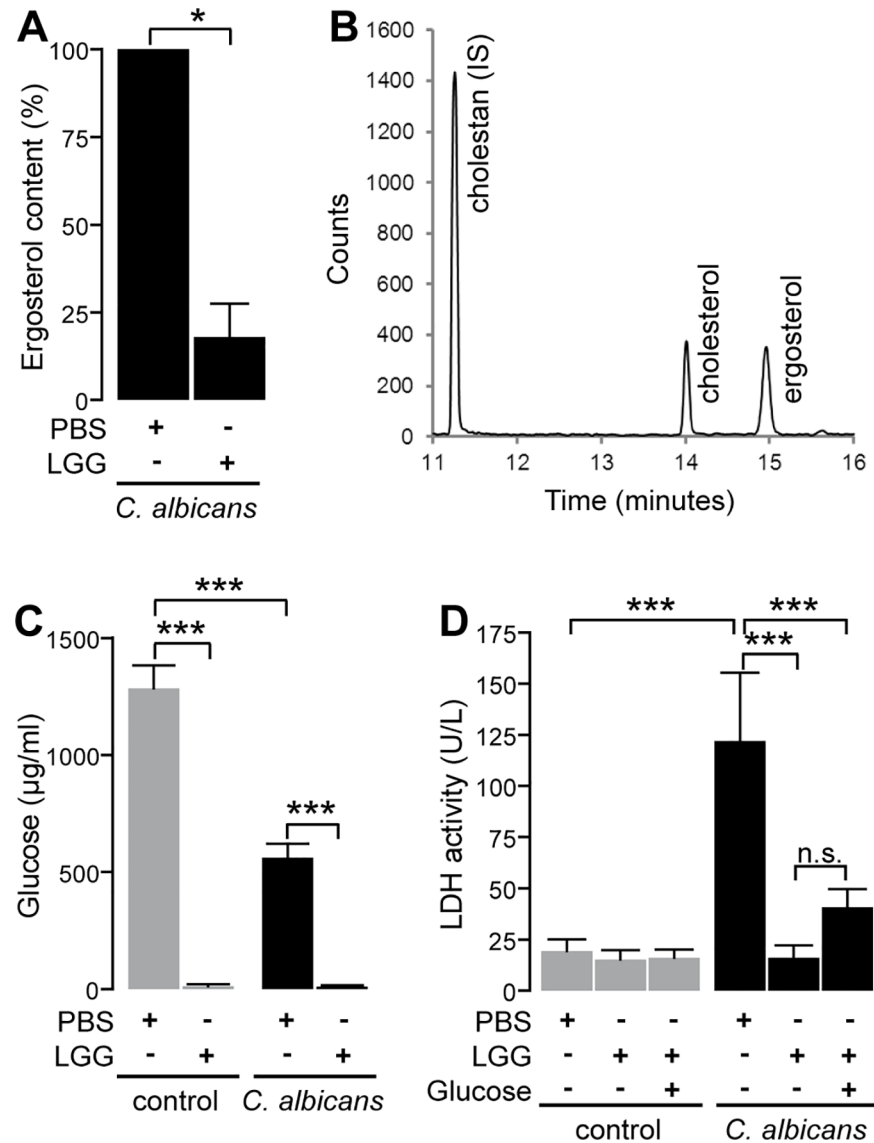 A
*
Ergosterol content (%)
100
75
50
25
0
PBS + -
LGG - +
C. albicans
B
Counts
1600
1400
1200
1000
800
600
400
200
0
cholestan (IS)
cholesterol
ergosterol
11 12 13 14 15 16
Time (minutes)
C
***
***
***
Glucose (µg/ml)
1500
1000
500
0
PBS + - + -
LGG - + - +
control C. albicans
D
*** ***
***
n.s.
LDH activity (U/L)
175
150
125
100
75
50
25
0
PBS + - - + - -
LGG - + + - + +
Glucose - - + - - +
control C. albicans